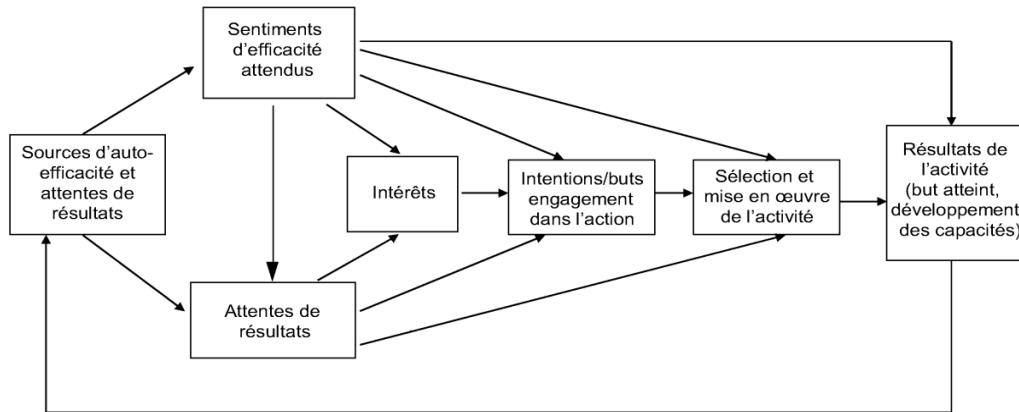 Sentiments
d’efficacité
attendus
Sources d’auto-
efficacité et
attentes de
résultats
Intérêts
Intentions/buts
engagement
dans l’action
Sélection et
mise en œuvre
de l’activité
Résultats de
l’activité
(but atteint,
développement
des capacités)
Attentes de
résultats